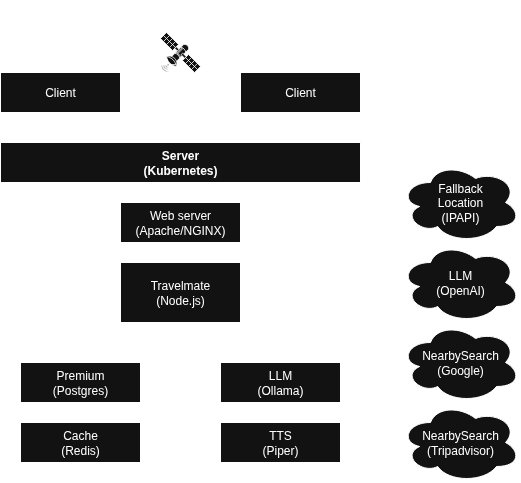 Client
Client
Server
(Kubernetes)
Web server
(Apache/NGINX)
Travelmate
(Node.js)
Premium
(Postgres)
LLM
(Ollama)
Cache
(Redis)
TTS
(Piper)
Fallback
Location
(IPAPI)
LLM
(OpenAI)
NearbySearch
(Google)
NearbySearch
(Tripadvisor)